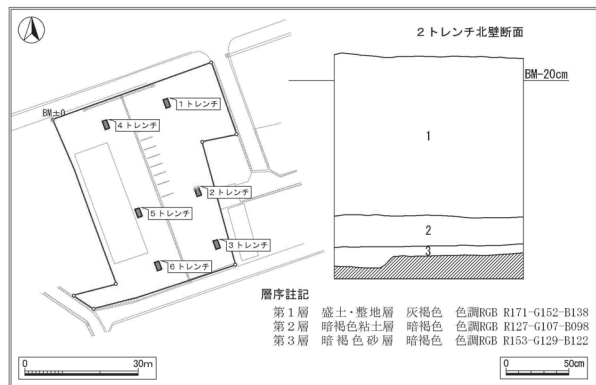 2トレンチ北壁断面
BM-20cm
BM±0
1トレンチ
4トレンチ
2トレンチ
5トレンチ
3トレンチ
6トレンチ
1
2
3
層序註記
第1層 盛土・整地層 灰褐色 色調RGB R171-G152-B138
第2層 暗褐色粘土層 暗褐色 色調RGB R127-G107-B098
第3層 暗褐色砂層 暗褐色 色調RGB R153-G129-B122
0 30m
0 50cm